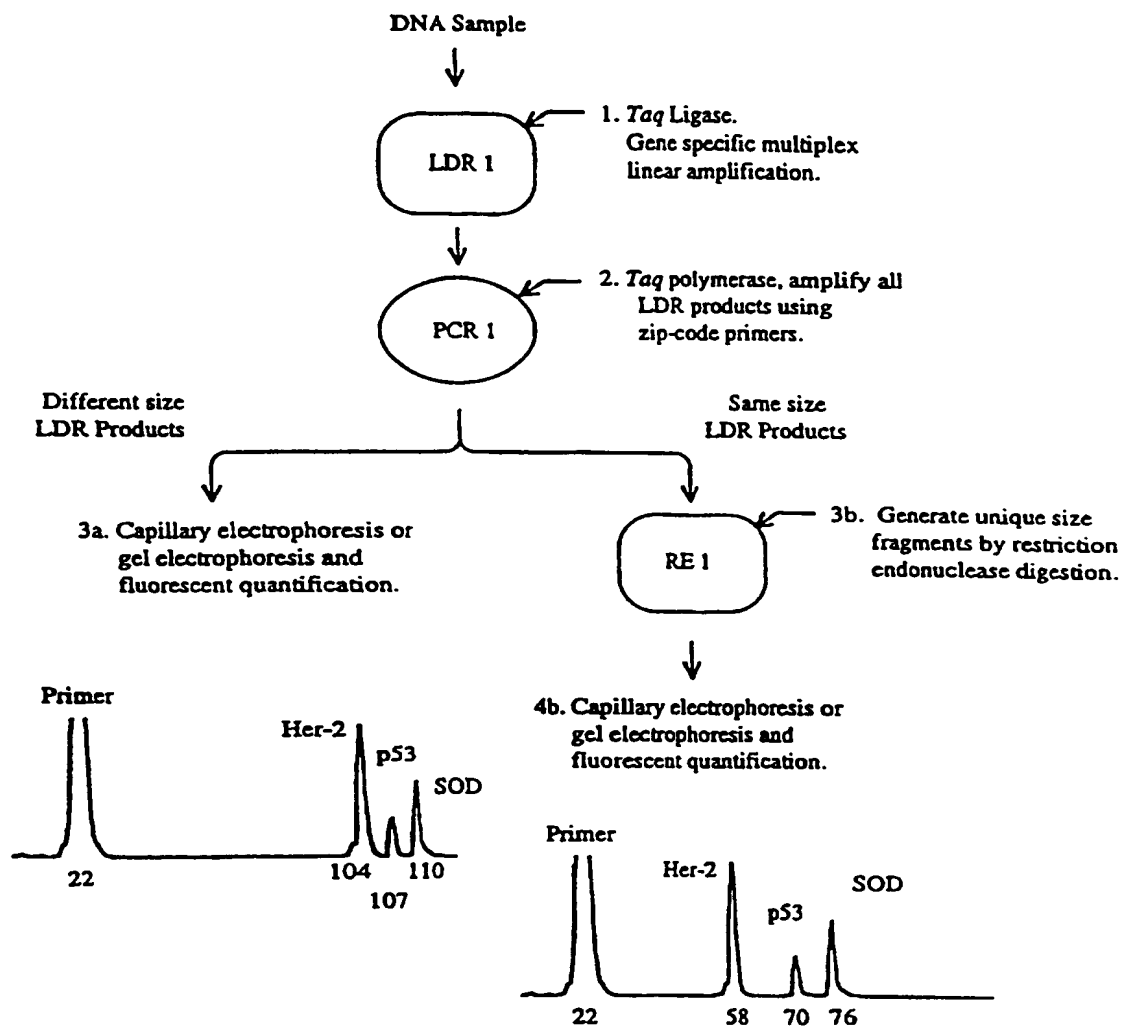 DNA Sample
LDR 1
1. Taq Ligase.
Gene specific multiplex
linear amplification.
PCR 1
2. Taq polymerase, amplify all
LDR products using
zip-code primers.
Different size
LDR Products
Same size
LDR Products
3a. Capillary electrophoresis or
gel electrophoresis and
fluorescent quantification.
RE 1
3b. Generate unique size
fragments by restriction
endonuclease digestion.
4b. Capillary electrophoresis or
gel electrophoresis and
fluorescent quantification.
Primer
Her-2
p53
SOD
22
104
107
110
Primer
Her-2
p53
SOD
22
58
70
76